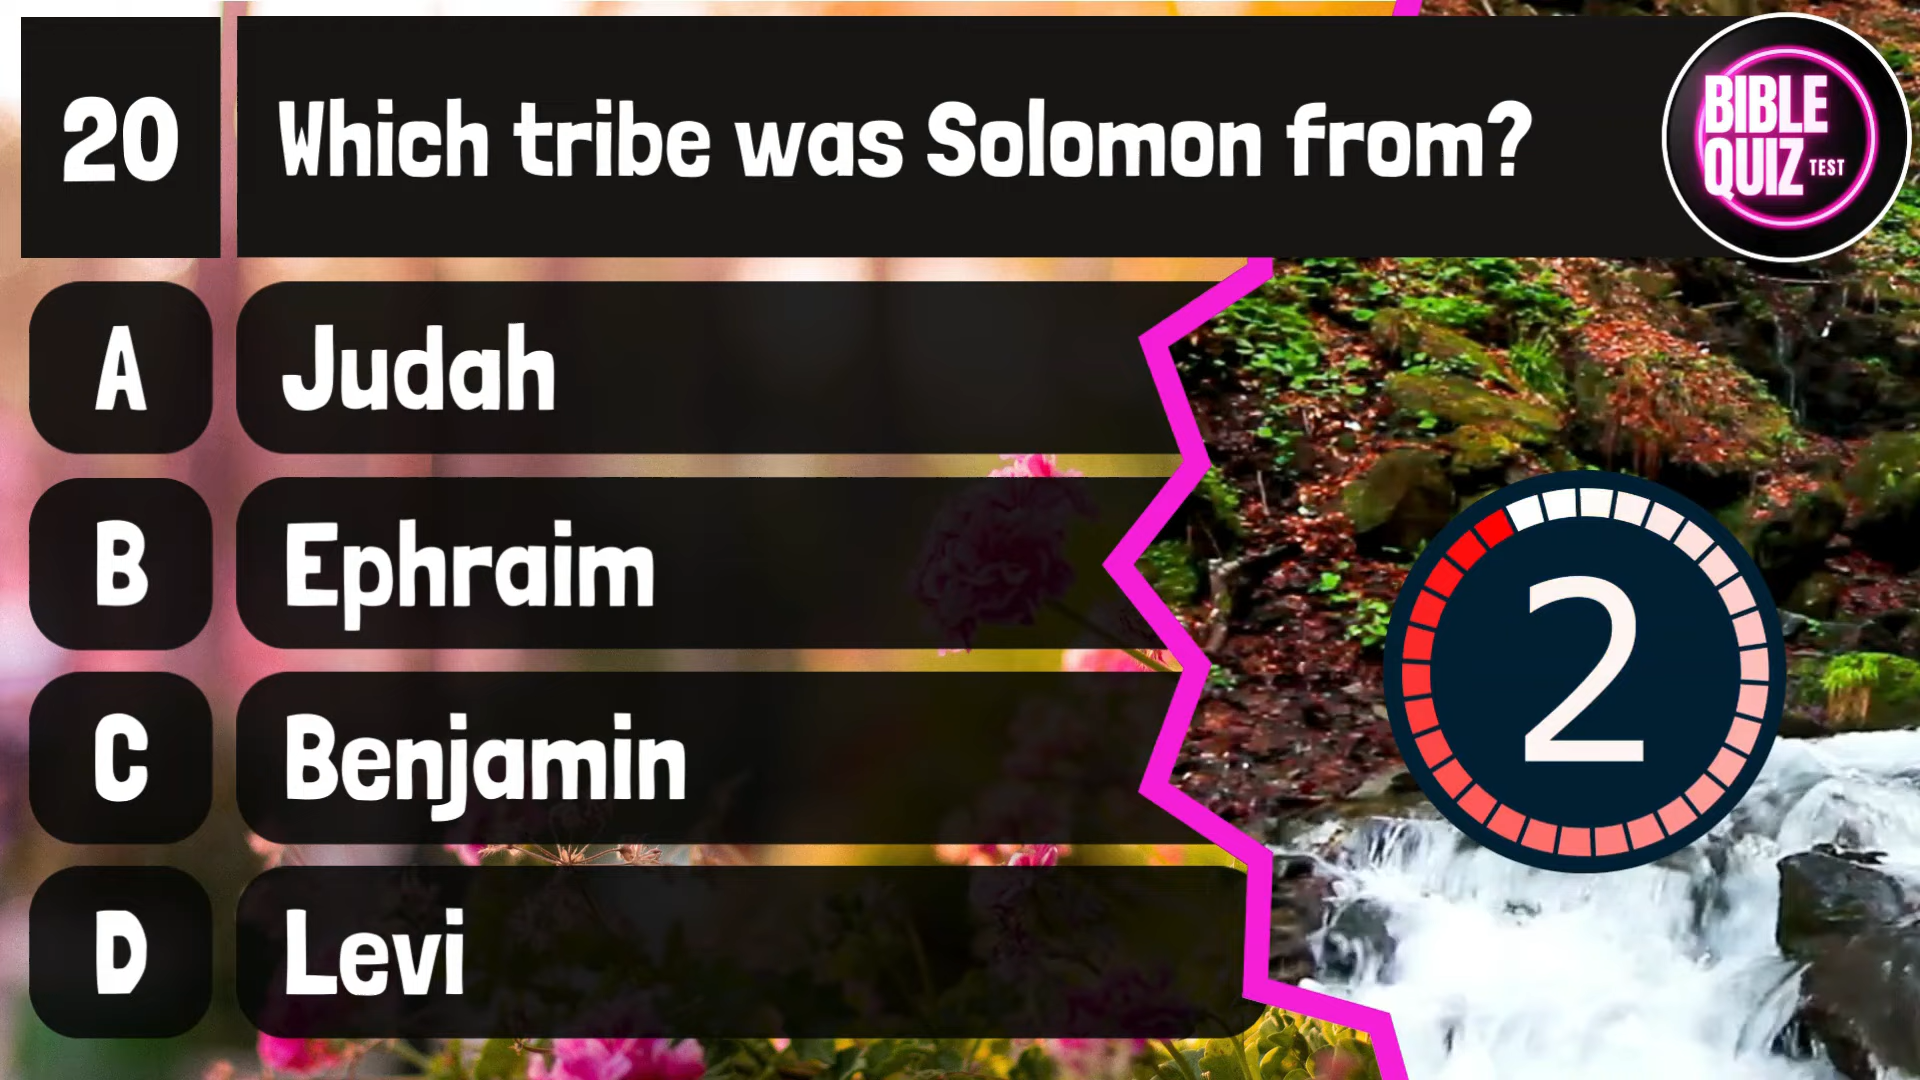 20
Which tribe was Solomon from?
BIBLE
QUIZ TEST
A
Judah
B
Ephraim
C
Benjamin
D
Levi
2